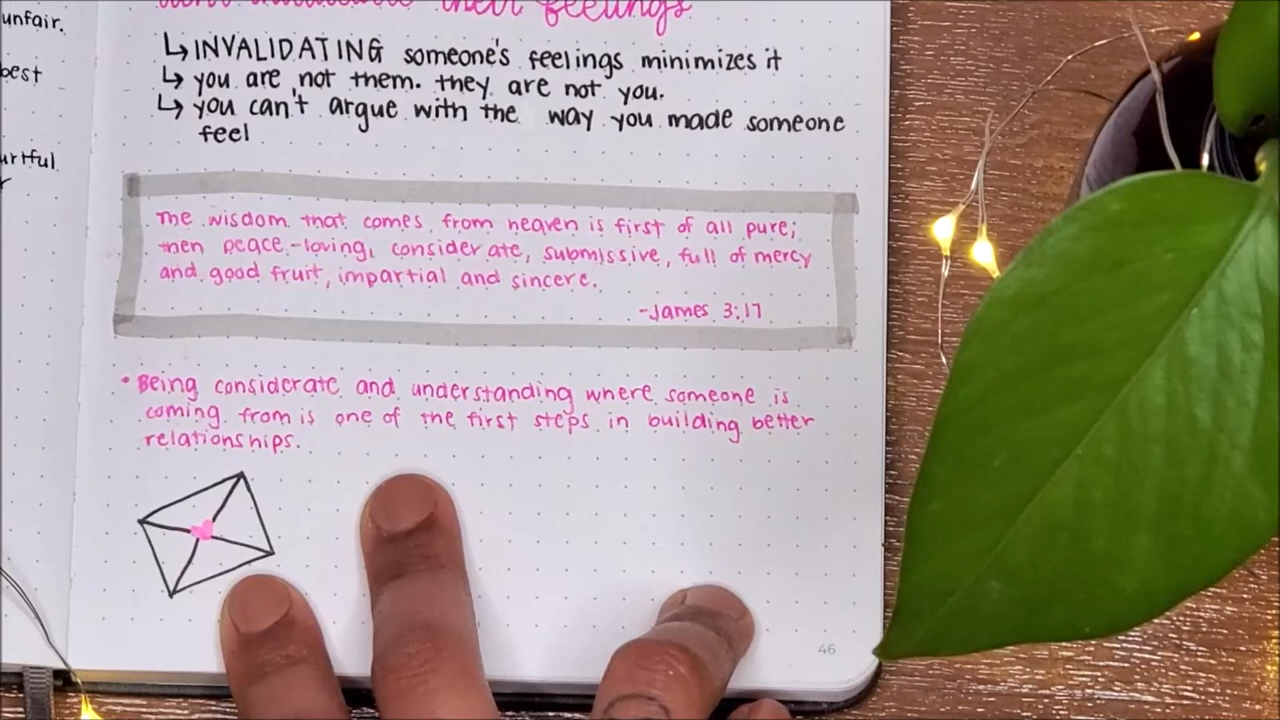 unfair.
best
their feelings
↳ INVALIDATING someone's feelings minimizes it
↳ you are not them. they are not you.
↳ you can't argue with the way you made someone
feel
The wisdom that comes from heaven is first of all pure;
then peace-loving, considerate, submissive, full of mercy
and good fruit, impartial and sincere.
-James 3:17
• Being considerate and understanding where someone is
coming from is one of the first steps in building better
relationships.
46